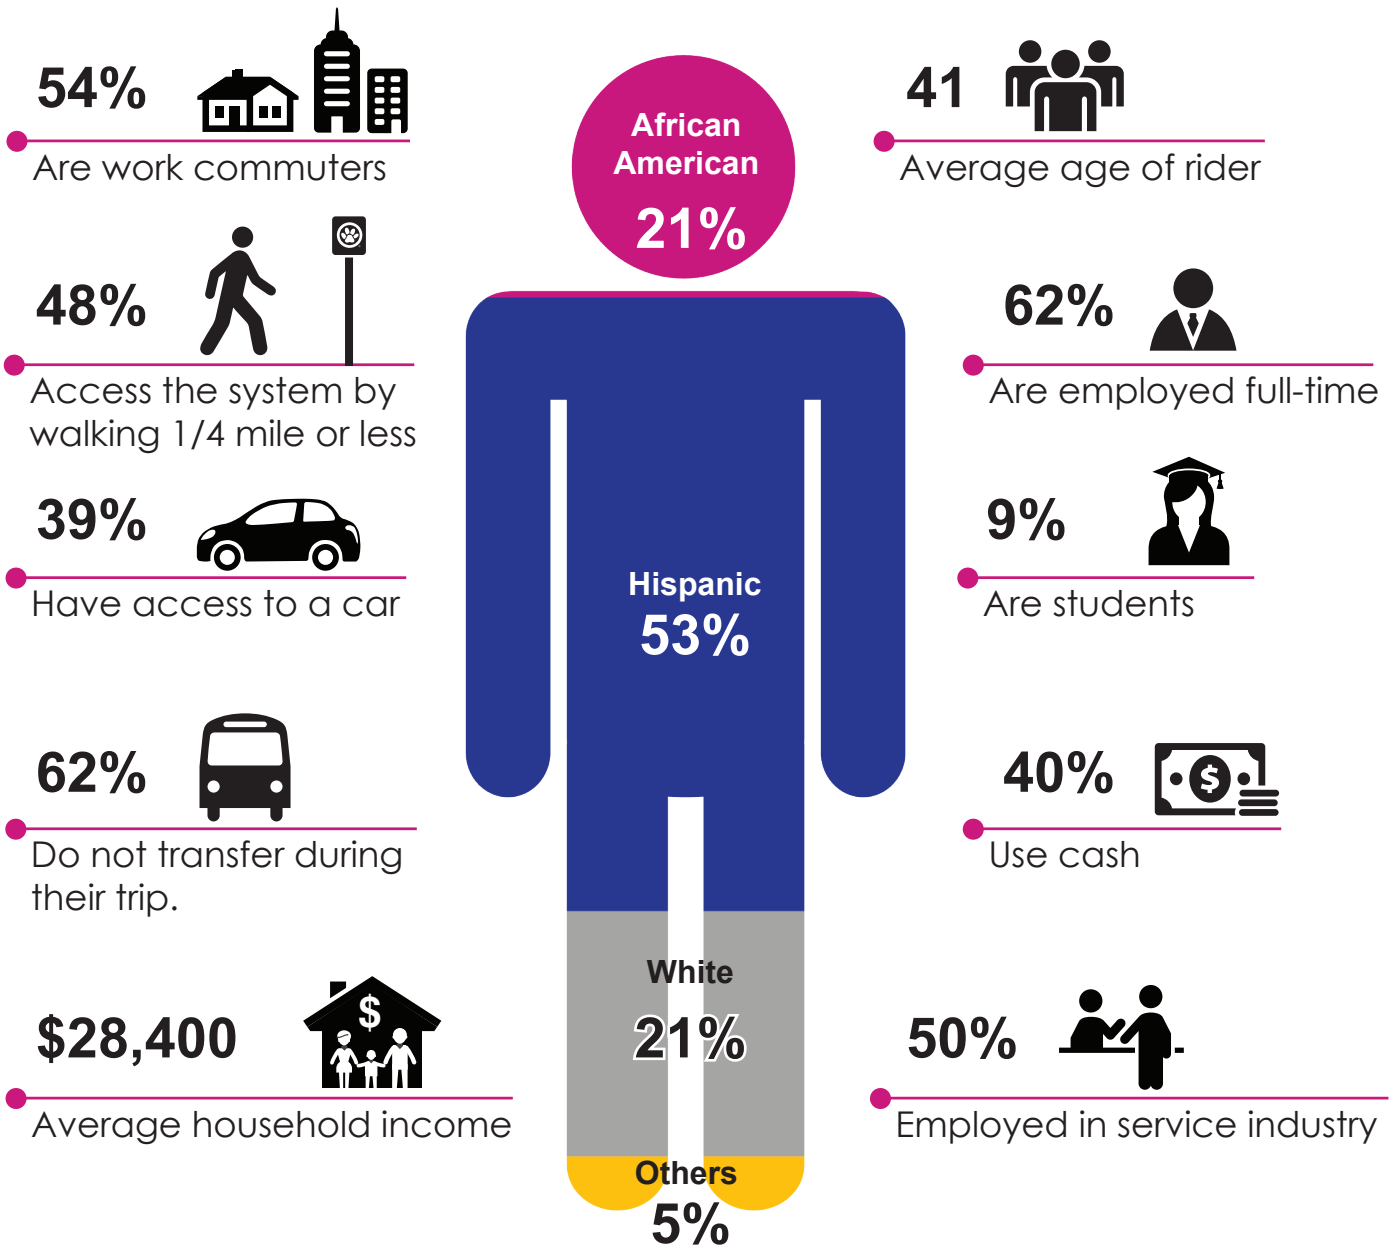 54%
Are work commuters
48%
Access the system by
walking 1/4 mile or less
39%
Have access to a car
62%
Do not transfer during
their trip.
$
$28,400
Average household income
African
American
21%
Hispanic
53%
White
21%
Others
5%
41
Average age of rider
62%
Are employed full-time
9%
Are students
40%
$
Use cash
50%
Employed in service industry